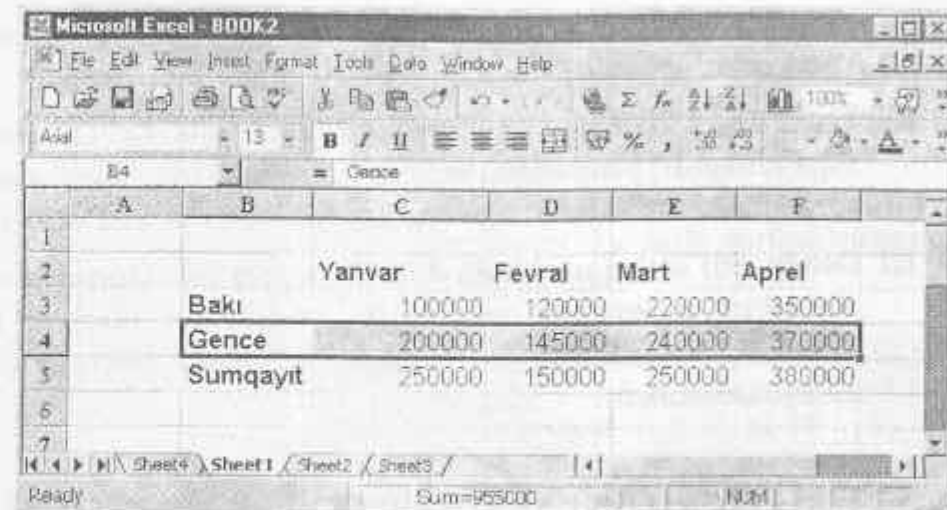 Microsoft Excel - BOOK2
File Edit View Insert Format Tools Data Window Help
100%
Arial 13 B I U % ,
B4 = Gence
A B C D E F
1
2 Yanvar Fevral Mart Aprel
3 Bakı 100000 120000 220000 350000
4 Gence 200000 145000 240000 370000
5 Sumqayıt 250000 150000 250000 380000
6
7
Sheet4 Sheet1 Sheet2 Sheet3
Ready Sum=955000 NUM